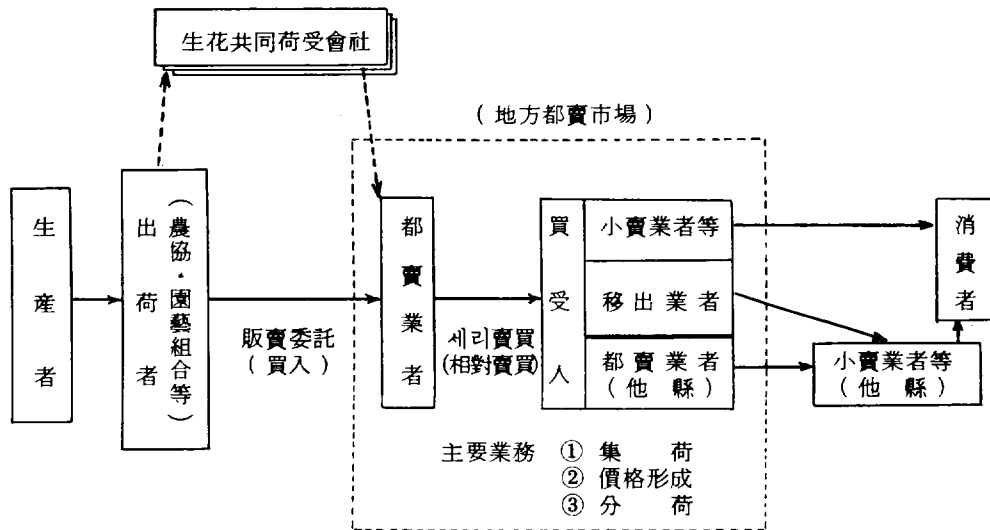 生花共同荷受會社
(地方都賣市場)
生産者
出荷者
(農協·園藝組合等)
販賣委託
(買入)
都賣業者
세리賣買
(相對賣買)
買受人
小賣業者等
移出業者
都賣業者
(他縣)
消費者
小賣業者等
(他縣)
主要業務 ① 集荷
② 價格形成
③ 分荷